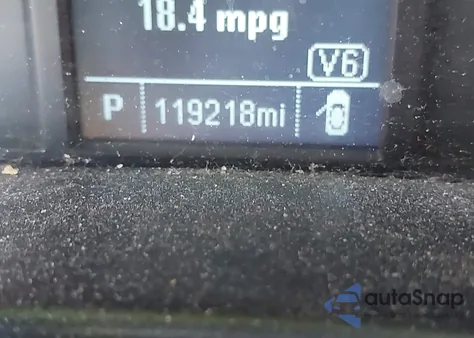 18.4 mpg
V6
P 119218mi
autoSnap